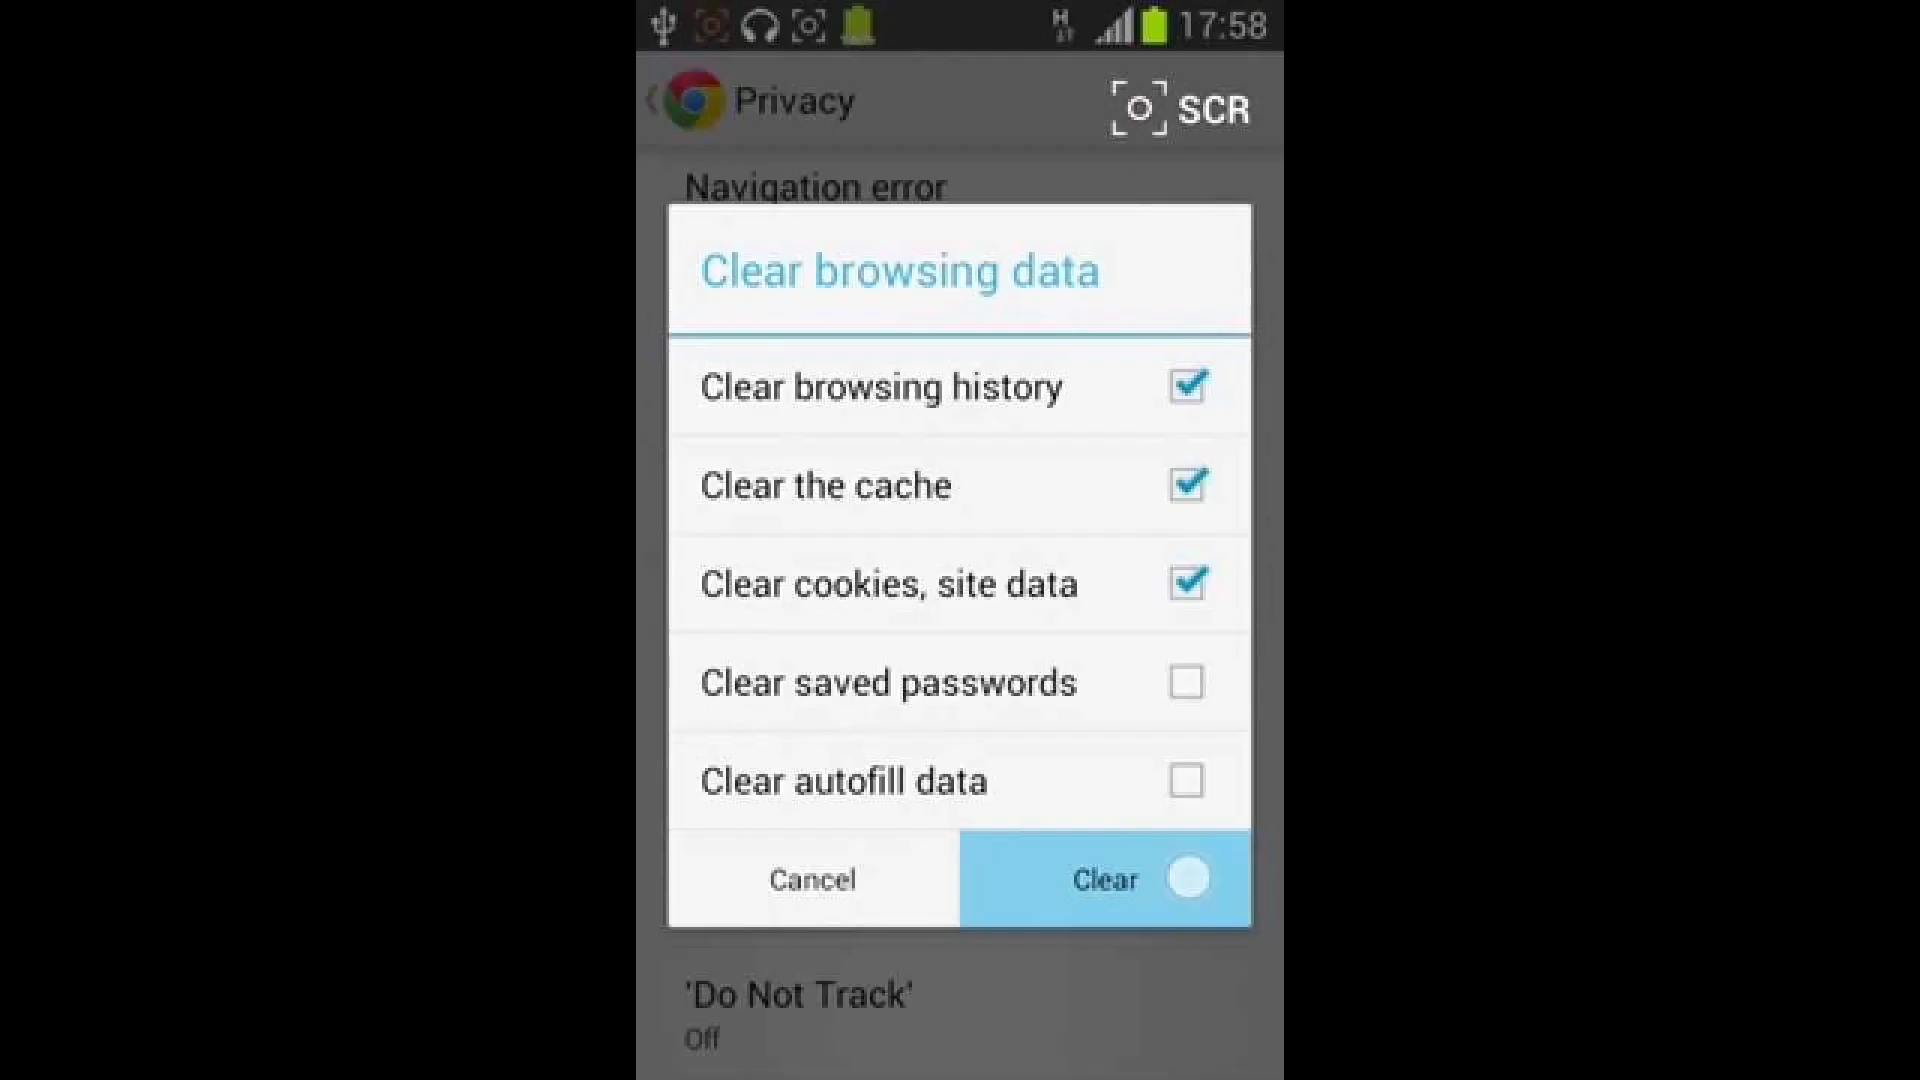 17:58
Privacy
SCR
Navigation error
Clear browsing data
Clear browsing history
Clear the cache
Clear cookies, site data
Clear saved passwords
Clear autofill data
Cancel
Clear
'Do Not Track'
Off